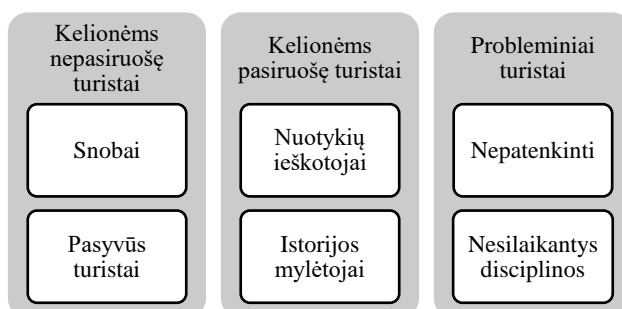 Kelionėms
nepasiruošę
turistai
Snobai
Pasyvūs
turistai
Kelionėms
pasiruošę turistai
Nuotykių
ieškotojai
Istorijos
mylėtojai
Probleminiai
turistai
Nepatenkinti
Nesilaikantys
disciplinos